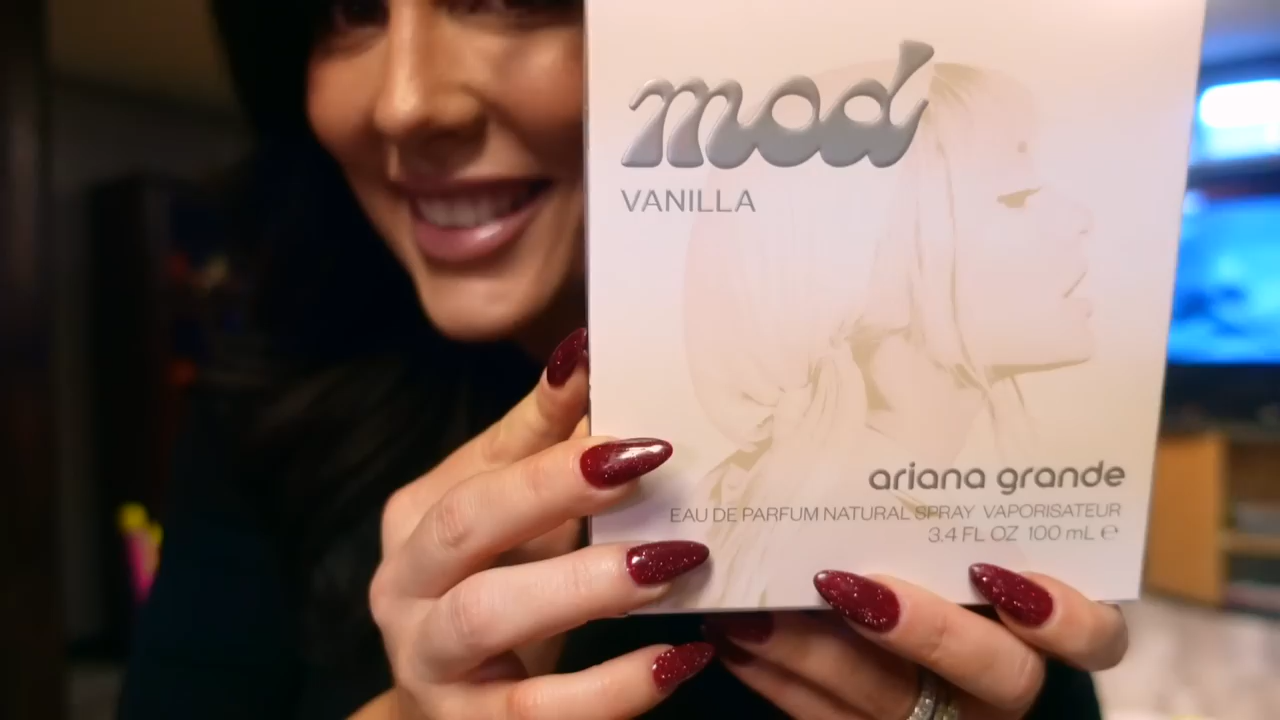 mod
VANILLA
ariana grande
EAU DE PARFUM NATURAL SPRAY VAPORISATEUR
3.4 FL OZ 100 mL ℮